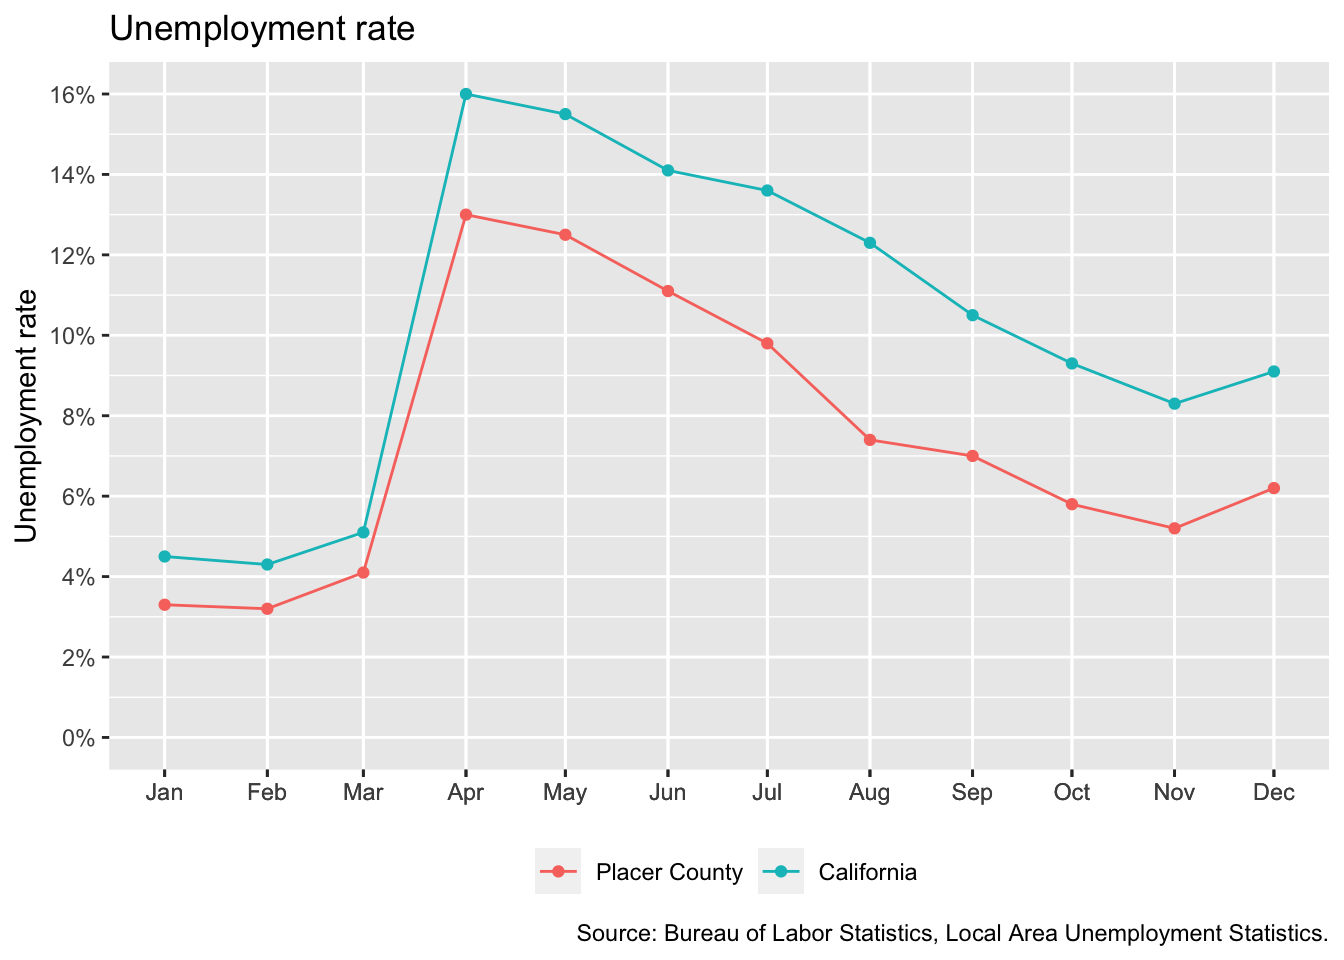 Unemployment rate
Unemployment rate
16%
14%
12%
10%
8%
6%
4%
2%
0%
Jan Feb Mar Apr May Jun Jul Aug Sep Oct Nov Dec
Placer County California
Source: Bureau of Labor Statistics, Local Area Unemployment Statistics.